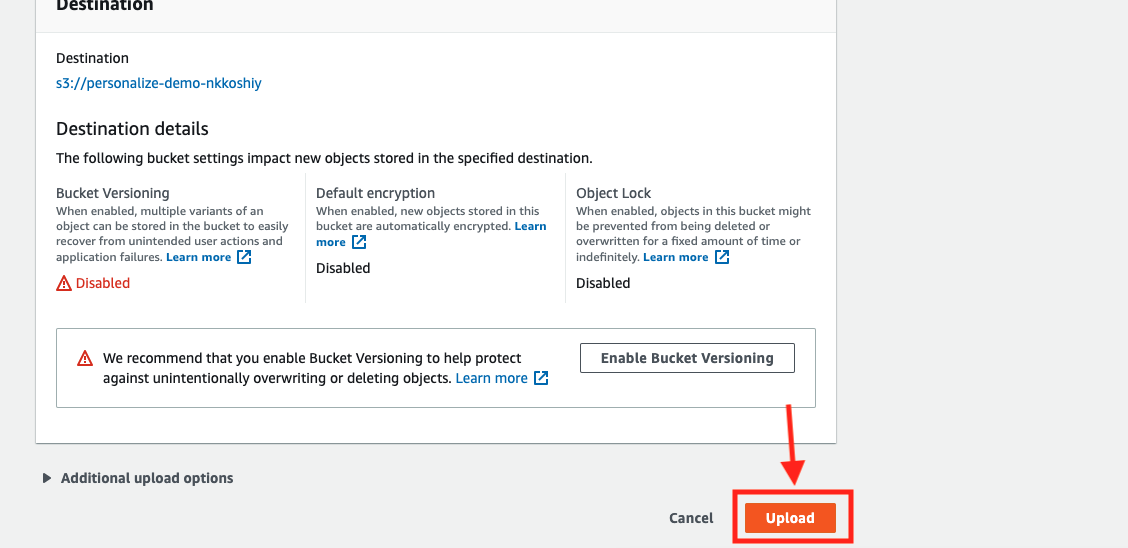 Destination
Destination
s3://personalize-demo-nkkoshiy
Destination details
The following bucket settings impact new objects stored in the specified destination.
Bucket Versioning
When enabled, multiple variants of an
object can be stored in the bucket to easily
recover from unintended user actions and
application failures. Learn more
Disabled
Default encryption
When enabled, new objects stored in this
bucket are automatically encrypted. Learn
more
Disabled
Object Lock
When enabled, objects in this bucket might
be prevented from being deleted or
overwritten for a fixed amount of time or
indefinitely. Learn more
Disabled
We recommend that you enable Bucket Versioning to help protect
against unintentionally overwriting or deleting objects. Learn more
Enable Bucket Versioning
Additional upload options
Cancel
Upload